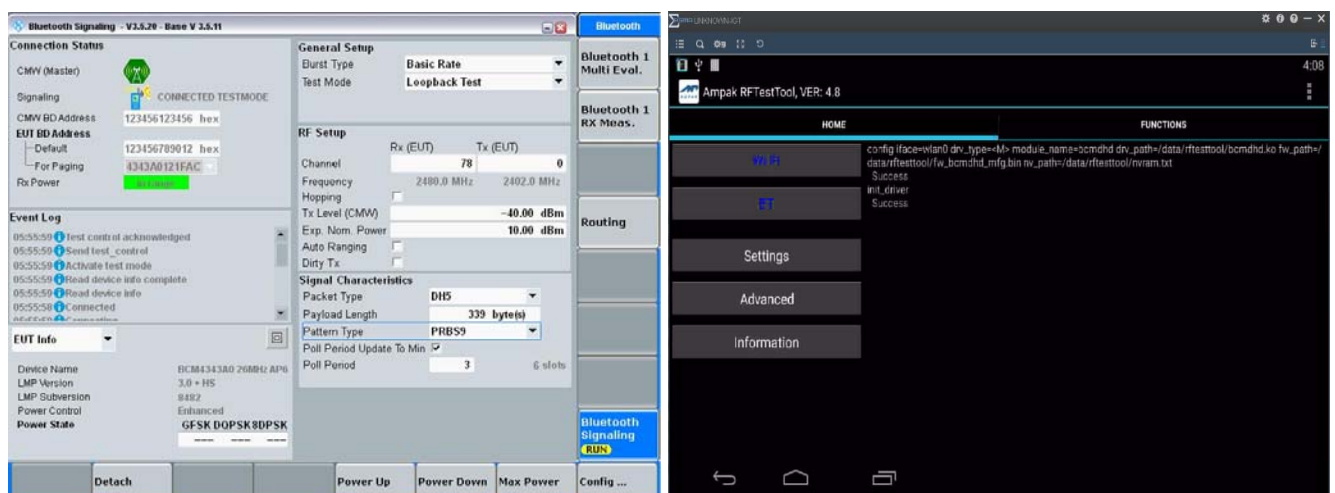 Bluetooth Signaling - V3.5.20 - Base V 3.5.11
Connection Status
CMW (Master)
Signaling CONNECTED TESTMODE
CMW BD Address 123456123456 hex
EUT BD Address
Default 123456789012 hex
For Paging 4343A0121FAC
Rx Power
Event Log
05:55:59 Test control acknowledged
05:55:59 Send test_control
05:55:59 Activate test mode
05:55:59 Read device info complete
05:55:59 Read device info
05:55:58 Connected
EUT Info
Device Name BCM4343A0 26MHz AP6
LMP Version 3.0 + HS
LMP Subversion 8482
Power Control Enhanced
Power State GFSK DQPSK 8DPSK
--- --- ---
General Setup
Burst Type Basic Rate
Test Mode Loopback Test
RF Setup
Rx (EUT) Tx (EUT)
Channel 78 0
Frequency 2480.0 MHz 2402.0 MHz
Hopping
Tx Level (CMW) -40.00 dBm
Exp. Nom. Power 10.00 dBm
Auto Ranging
Dirty Tx
Signal Characteristics
Packet Type DH5
Payload Length 339 byte(s)
Pattern Type PRBS9
Poll Period Update To Min
Poll Period 3 6 slots
Bluetooth
Bluetooth 1
Multi Eval.
Bluetooth 1
RX Meas.
Routing
Bluetooth
Signaling
RUN
Detach Power Up Power Down Max Power Config ...
4:08
Ampak RFTestTool, VER: 4.8
HOME FUNCTIONS
WI FI
BT
Settings
Advanced
Information
config iface=wlan0 drv_type=<M> module_name=bcmdhd drv_path=/data/rftesttool/bcmdhd.ko fw_path=/
data/rftesttool/fw_bcmdhd_mfg.bin nv_path=/data/rftesttool/nvram.txt
Success
init_driver
Success